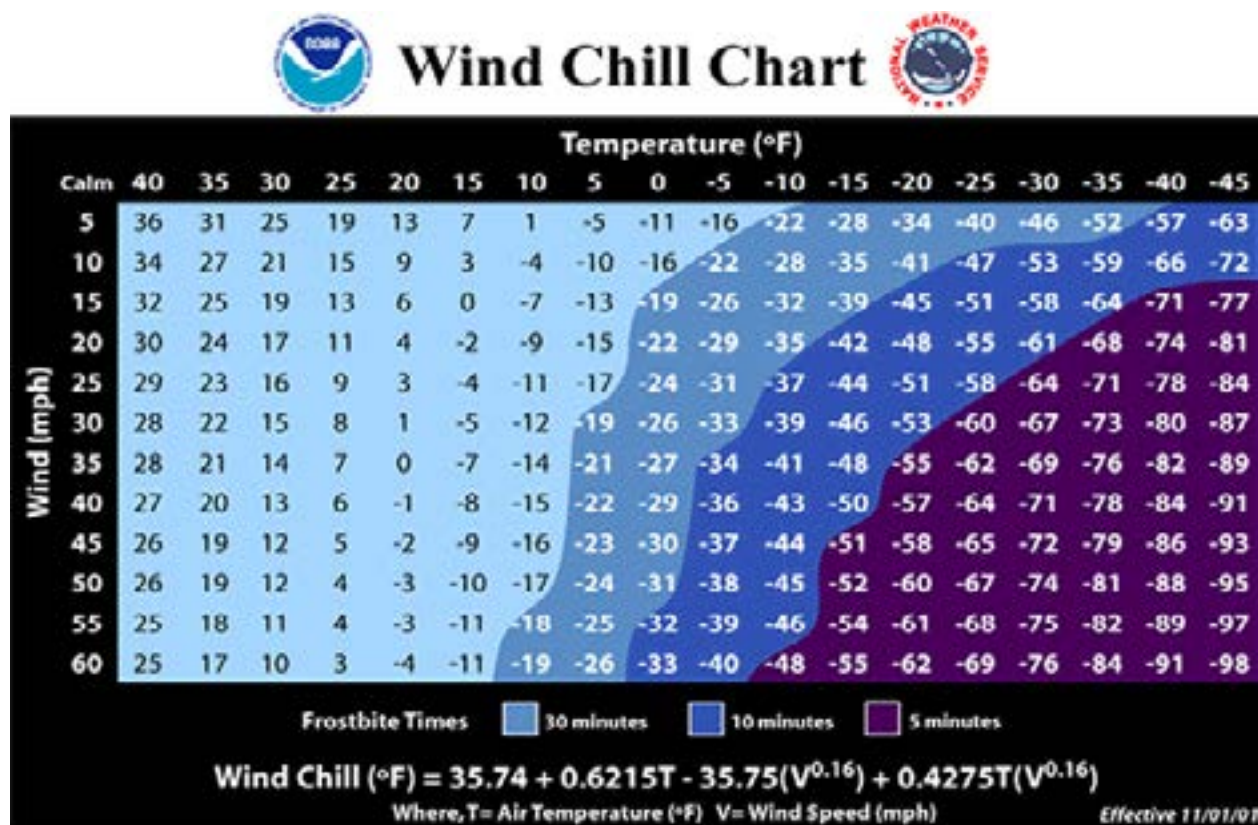 NOAA
NATIONAL WEATHER SERVICE
Wind Chill Chart
Temperature (°F)
Calm 40 35 30 25 20 15 10 5 0 -5 -10 -15 -20 -25 -30 -35 -40 -45
Wind (mph)
5 36 31 25 19 13 7 1 -5 -11 -16 -22 -28 -34 -40 -46 -52 -57 -63
10 34 27 21 15 9 3 -4 -10 -16 -22 -28 -35 -41 -47 -53 -59 -66 -72
15 32 25 19 13 6 0 -7 -13 -19 -26 -32 -39 -45 -51 -58 -64 -71 -77
20 30 24 17 11 4 -2 -9 -15 -22 -29 -35 -42 -48 -55 -61 -68 -74 -81
25 29 23 16 9 3 -4 -11 -17 -24 -31 -37 -44 -51 -58 -64 -71 -78 -84
30 28 22 15 8 1 -5 -12 -19 -26 -33 -39 -46 -53 -60 -67 -73 -80 -87
35 28 21 14 7 0 -7 -14 -21 -27 -34 -41 -48 -55 -62 -69 -76 -82 -89
40 27 20 13 6 -1 -8 -15 -22 -29 -36 -43 -50 -57 -64 -71 -78 -84 -91
45 26 19 12 5 -2 -9 -16 -23 -30 -37 -44 -51 -58 -65 -72 -79 -86 -93
50 26 19 12 4 -3 -10 -17 -24 -31 -38 -45 -52 -60 -67 -74 -81 -88 -95
55 25 18 11 4 -3 -11 -18 -25 -32 -39 -46 -54 -61 -68 -75 -82 -89 -97
60 25 17 10 3 -4 -11 -19 -26 -33 -40 -48 -55 -62 -69 -76 -84 -91 -98
Frostbite Times 30 minutes 10 minutes 5 minutes
Wind Chill (°F) = 35.74 + 0.6215T - 35.75(V^0.16) + 0.4275T(V^0.16)
Where, T= Air Temperature (°F) V= Wind Speed (mph) Effective 11/01/01